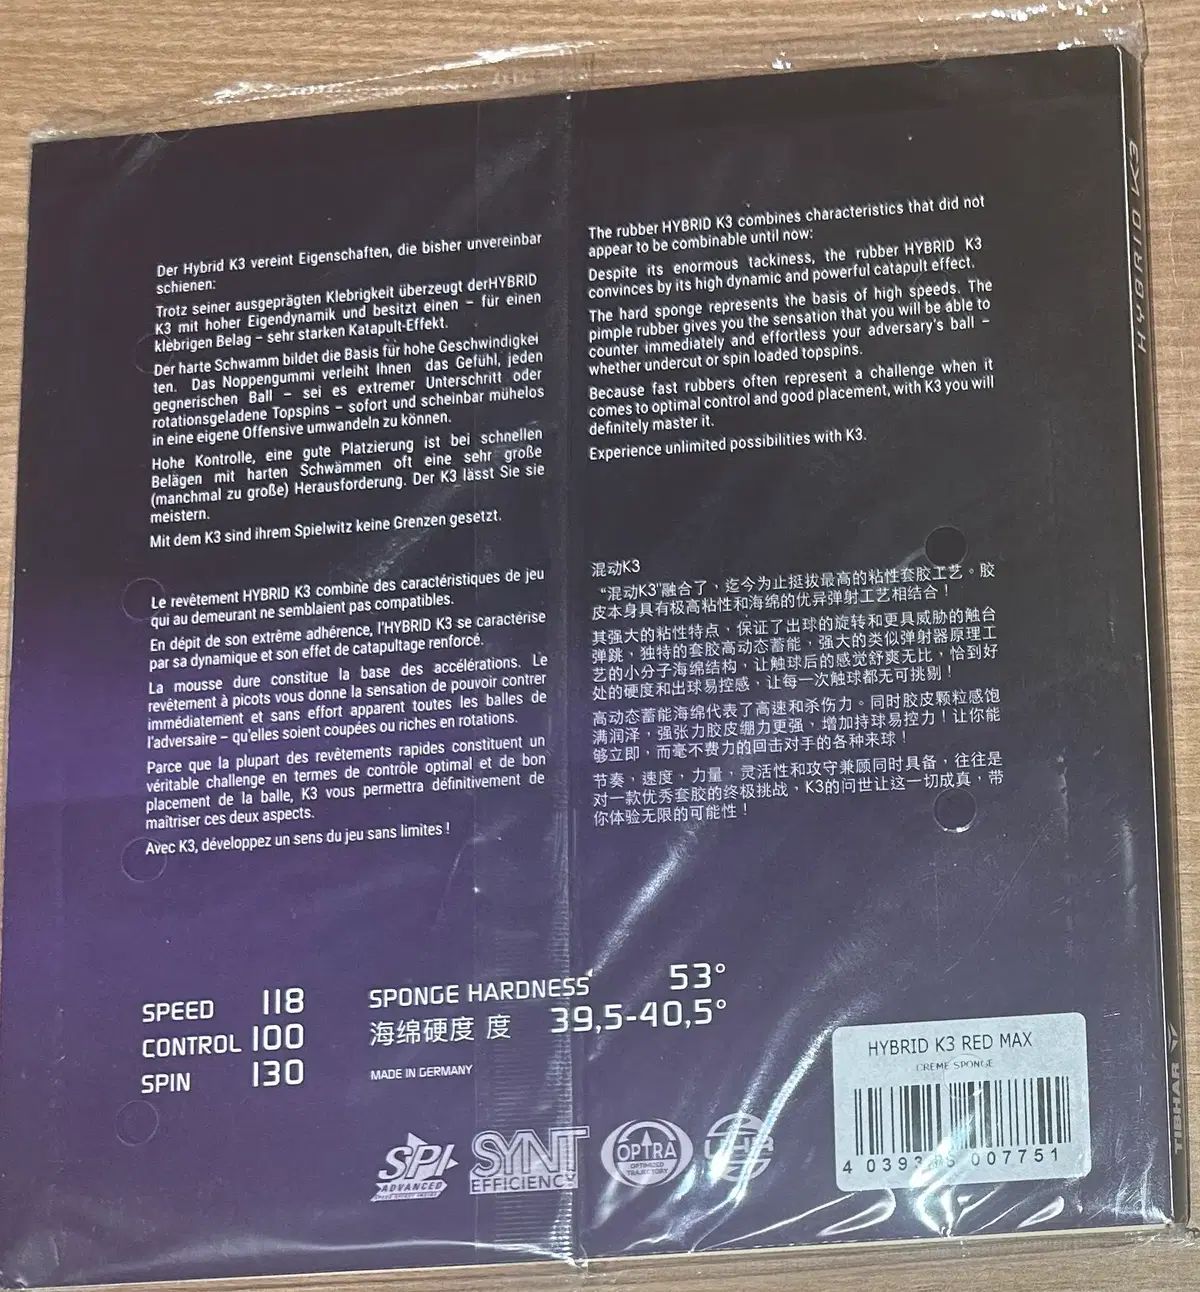 Der Hybrid K3 vereint Eigenschaften, die bisher unvereinbar
schienen:
Trotz seiner ausgeprägten Klebrigkeit überzeugt derHYBRID
K3 mit hoher Eigendynamik und besitzt einen – für einen
klebrigen Belag – sehr starken Katapult-Effekt.
Der harte Schwamm bildet die Basis für hohe Geschwindigkei
ten. Das Noppengummi verleiht Ihnen das Gefühl, jeden
gegnerischen Ball – sei es extremer Unterschritt oder
rotationsgeladene Topspins – sofort und scheinbar mühelos
in eine eigene Offensive umwandeln zu können.
Hohe Kontrolle, eine gute Platzierung ist bei schnellen
Belägen mit harten Schwämmen oft eine sehr große
(manchmal zu große) Herausforderung. Der K3 lässt Sie sie
meistern.
Mit dem K3 sind ihrem Spielwitz keine Grenzen gesetzt.
The rubber HYBRID K3 combines characteristics that did not
appear to be combinable until now:
Despite its enormous tackiness, the rubber HYBRID K3
convinces by its high dynamic and powerful catapult effect.
The hard sponge represents the basis of high speeds. The
pimple rubber gives you the sensation that you will be able to
counter immediately and effortless your adversary's ball –
whether undercut or spin loaded topspins.
Because fast rubbers often represent a challenge when it
comes to optimal control and good placement, with K3 you will
definitely master it.
Experience unlimited possibilities with K3.
Le revêtement HYBRID K3 combine des caractéristiques de jeu
qui au demeurant ne semblaient pas compatibles.
En dépit de son extrême adhérence, l'HYBRID K3 se caractérise
par sa dynamique et son effet de catapultage renforcé.
La mousse dure constitue la base des accélérations. Le
revêtement à picots vous donne la sensation de pouvoir contrer
immédiatement et sans effort apparent toutes les balles de
l'adversaire – qu'elles soient coupées ou riches en rotations.
Parce que la plupart des revêtements rapides constituent un
véritable challenge en termes de contrôle optimal et de bon
placement de la balle, K3 vous permettra définitivement de
maîtriser ces deux aspects.
Avec K3, développez un sens du jeu sans limites !
混动K3
“混动K3”融合了，迄今为止挺拔最高的粘性套胶工艺。胶
皮本身具有极高粘性和海绵的优异弹射工艺相结合！
其强大的粘性特点，保证了出球的旋转和更具威胁的触台
弹跳，独特的套胶高动态蓄能，强大的类似弹射器原理工
艺的小分子海绵结构，让触球后的感觉舒爽无比，恰到好
处的硬度和出球易控感，让每一次触球都无可挑剔！
高动态蓄能海绵代表了高速和杀伤力。同时胶皮颗粒感饱
满润泽，强张力胶皮绷力更强，增加持球易控力！让你能
够立即，而毫不费力的回击对手的各种来球！
节奏，速度，力量，灵活性和攻守兼顾同时具备，往往是
对一款优秀套胶的终极挑战，K3的问世让这一切成真，带
你体验无限的可能性！
SPEED 118
CONTROL 100
SPIN 130
SPONGE HARDNESS 53°
海绵硬度 度 39,5-40,5°
MADE IN GERMANY
SPI
ADVANCED
SYNT
EFFICIENCY
OPTRA
OPTIMIZED
TRAJECTORY
HYBRID K3 RED MAX
CREME SPONGE
007751
HYBRID K3
TIBHAR